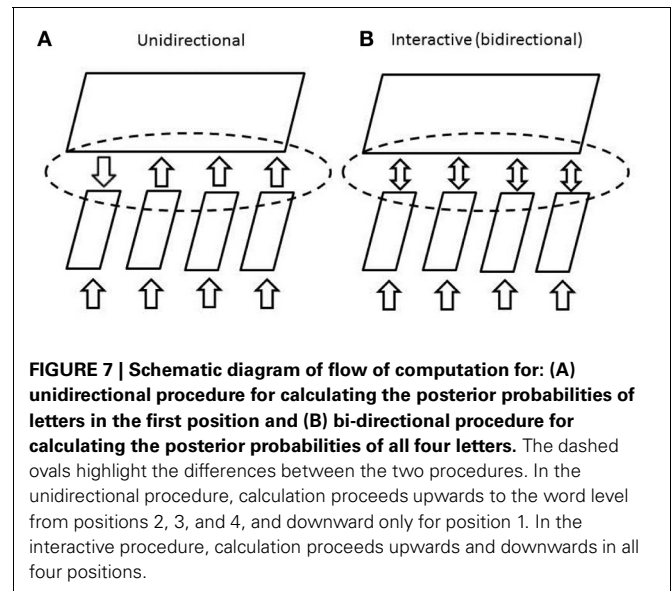 A Unidirectional B Interactive (bidirectional)
FIGURE 7 | Schematic diagram of flow of computation for: (A)
unidirectional procedure for calculating the posterior probabilities of
letters in the first position and (B) bi-directional procedure for
calculating the posterior probabilities of all four letters. The dashed
ovals highlight the differences between the two procedures. In the
unidirectional procedure, calculation proceeds upwards to the word level
from positions 2, 3, and 4, and downward only for position 1. In the
interactive procedure, calculation proceeds upwards and downwards in all
four positions.